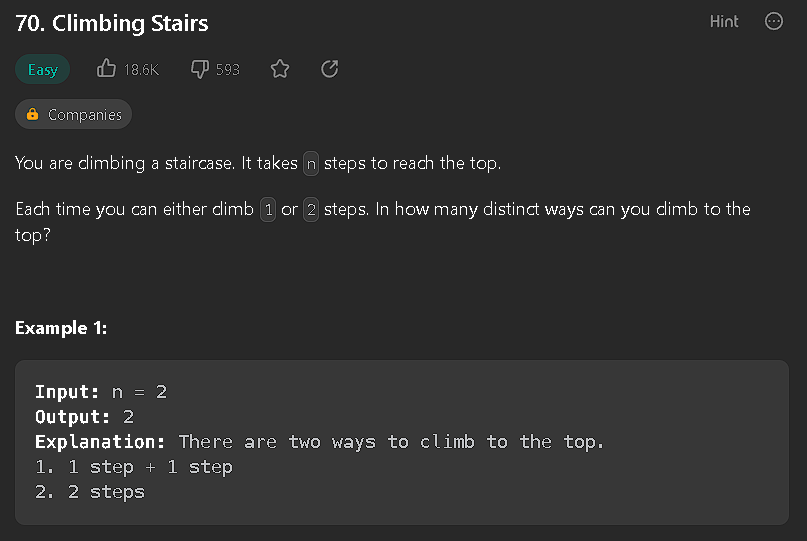 70. Climbing Stairs
Hint
Easy
18.6K
593
Companies
You are climbing a staircase. It takes n steps to reach the top.
Each time you can either climb 1 or 2 steps. In how many distinct ways can you climb to the
top?
Example 1:
Input: n = 2
Output: 2
Explanation: There are two ways to climb to the top.
1. 1 step + 1 step
2. 2 steps